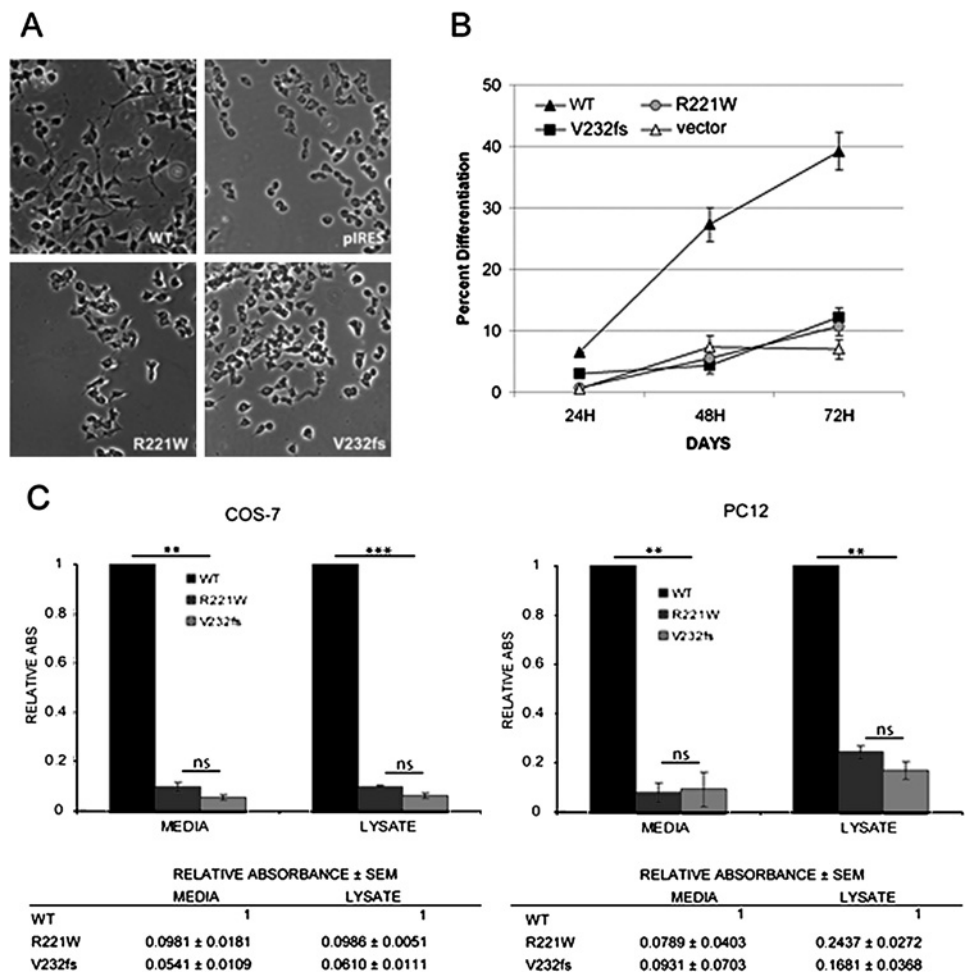 A
WT
pIRES
R221W
V232fs
B
50
40
30
20
10
0
Percent Differentiation
WT
R221W
V232fs
vector
24H
48H
72H
DAYS
C
COS-7
**
***
1
0.8
0.6
0.4
0.2
0
RELATIVE ABS
WT
R221W
V232fs
ns
ns
MEDIA
LYSATE
PC12
**
**
1
0.8
0.6
0.4
0.2
0
RELATIVE ABS
WT
R221W
V232fs
ns
ns
MEDIA
LYSATE
RELATIVE ABSORBANCE ± SEM
MEDIA LYSATE
WT 1 1
R221W 0.0981 ± 0.0181 0.0986 ± 0.0051
V232fs 0.0541 ± 0.0109 0.0610 ± 0.0111
RELATIVE ABSORBANCE ± SEM
MEDIA LYSATE
WT 1 1
R221W 0.0789 ± 0.0403 0.2437 ± 0.0272
V232fs 0.0931 ± 0.0703 0.1681 ± 0.0368